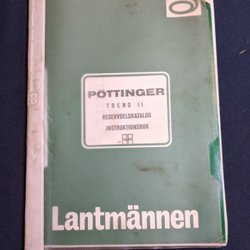 PÖTTINGER
TREND II
RESERVDELSKATALOG
INSTRUKTIONSBOK
Lantmännen